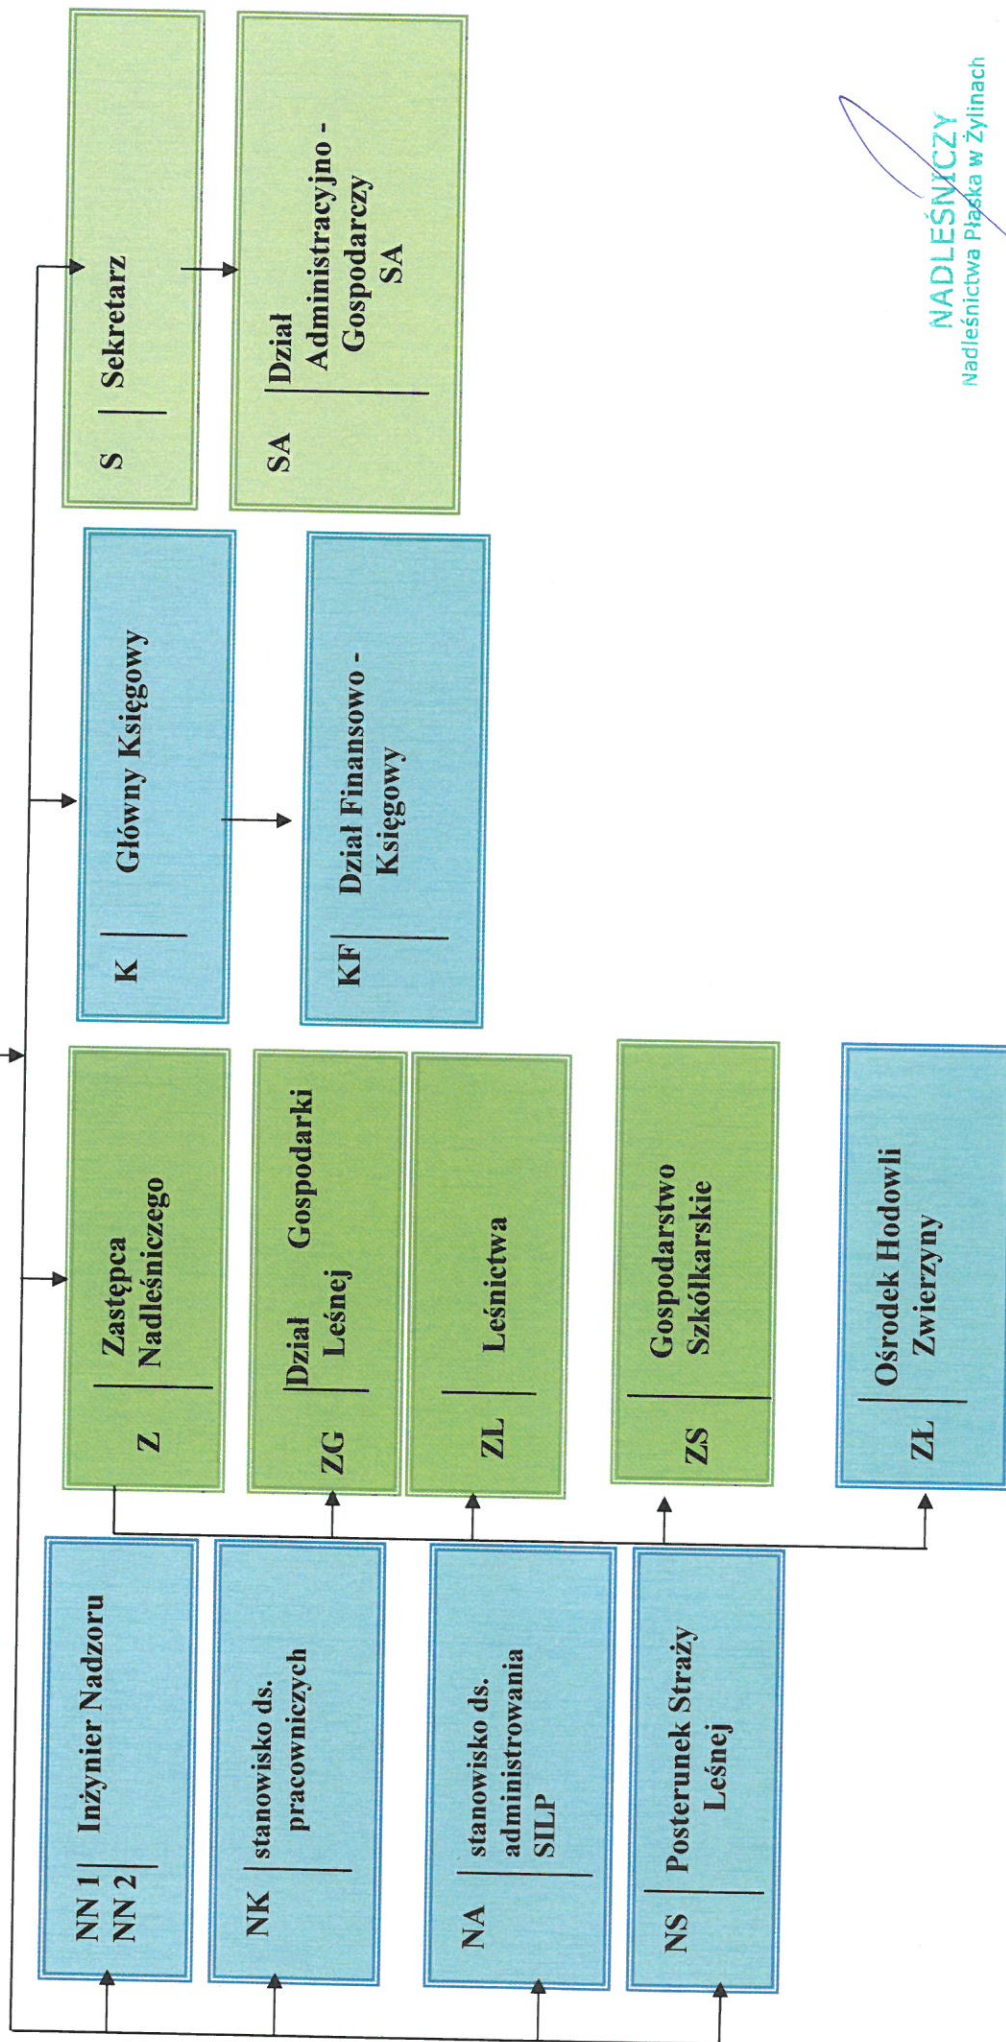 NN 1
NN 2
Inżynier Nadzoru
NK
stanowisko ds.
pracowniczych
NA
stanowisko ds.
administrowania
SILP
NS
Posterunek Straży
Leśnej
Z
Zastępca
Nadleśniczego
ZG
Dział Gospodarki
Leśnej
ZL
Leśnictwa
ZS
Gospodarstwo
Szkółkarskie
ZŁ
Ośrodek Hodowli
Zwierzyny
K
Główny Księgowy
KF
Dział Finansowo -
Księgowy
S
Sekretarz
SA
Dział
Administracyjno -
Gospodarczy
SA
NADLEŚNICZY
Nadleśnictwa Płaska w Żylinach